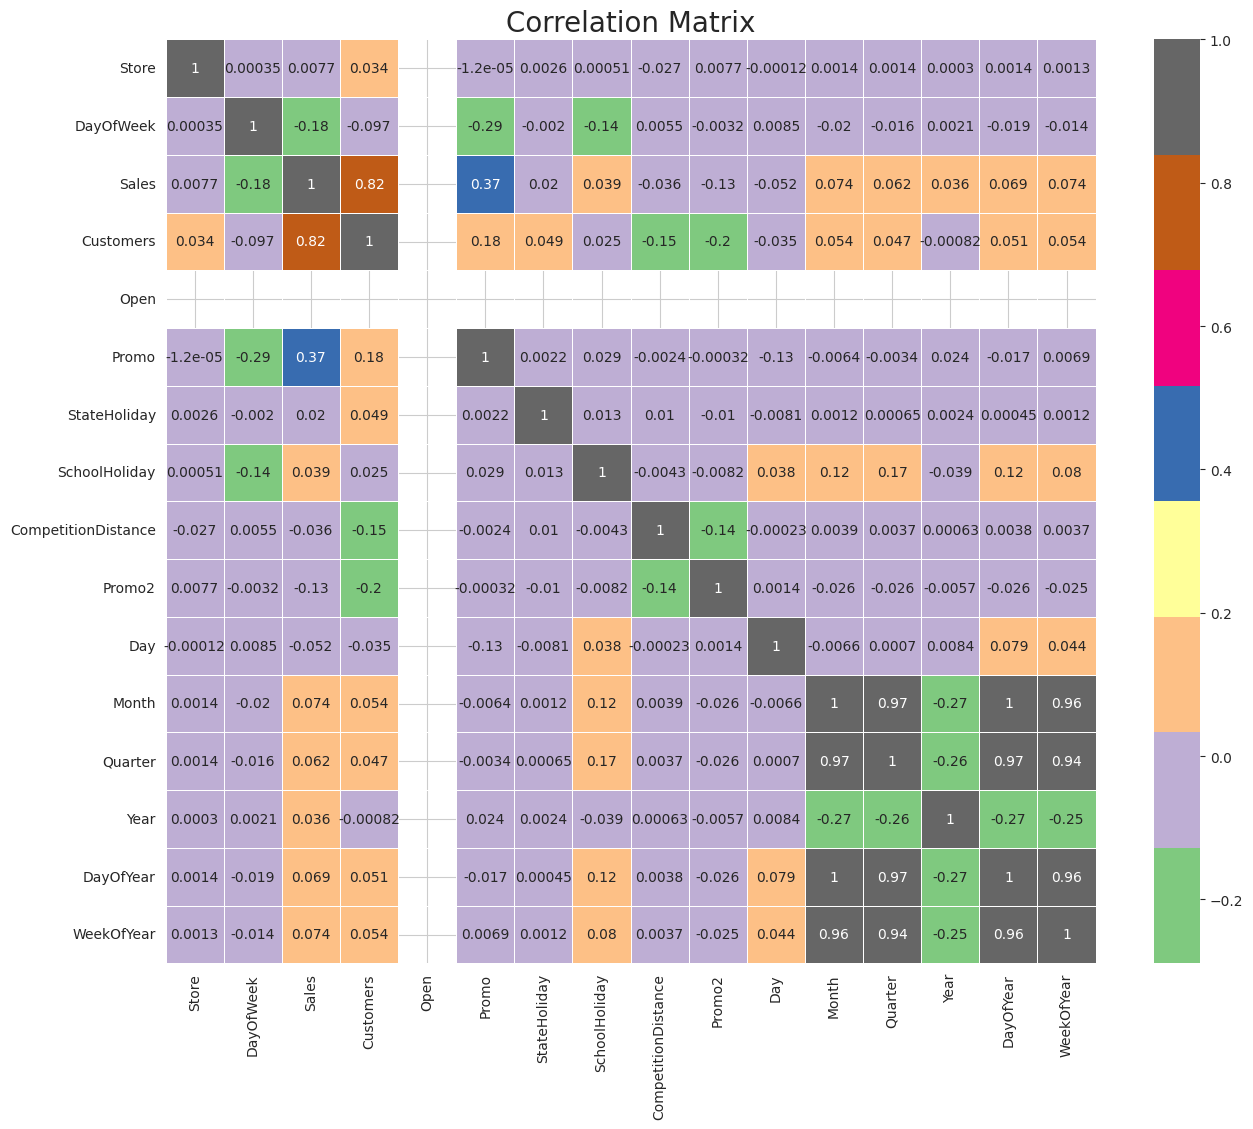 Correlation Matrix
Store 1 0.00035 0.0077 0.034 -1.2e-05 0.0026 0.00051 -0.027 0.0077 -0.00012 0.0014 0.0014 0.0003 0.0014 0.0013
DayOfWeek 0.00035 1 -0.18 -0.097 -0.29 -0.002 -0.14 0.0055 -0.0032 0.0085 -0.02 -0.016 0.0021 -0.019 -0.014
Sales 0.0077 -0.18 1 0.82 0.37 0.02 0.039 -0.036 -0.13 -0.052 0.074 0.062 0.036 0.069 0.074
Customers 0.034 -0.097 0.82 1 0.18 0.049 0.025 -0.15 -0.2 -0.035 0.054 0.047 -0.00082 0.051 0.054
Open
Promo -1.2e-05 -0.29 0.37 0.18 1 0.0022 0.029 -0.0024 -0.00032 -0.13 -0.0064 -0.0034 0.024 -0.017 0.0069
StateHoliday 0.0026 -0.002 0.02 0.049 0.0022 1 0.013 0.01 -0.01 -0.0081 0.0012 0.00065 0.0024 0.00045 0.0012
SchoolHoliday 0.00051 -0.14 0.039 0.025 0.029 0.013 1 -0.0043 -0.0082 0.038 0.12 0.17 -0.039 0.12 0.08
CompetitionDistance -0.027 0.0055 -0.036 -0.15 -0.0024 0.01 -0.0043 1 -0.14 -0.00023 0.0039 0.0037 0.00063 0.0038 0.0037
Promo2 0.0077 -0.0032 -0.13 -0.2 -0.00032 -0.01 -0.0082 -0.14 1 0.0014 -0.026 -0.026 -0.0057 -0.026 -0.025
Day -0.00012 0.0085 -0.052 -0.035 -0.13 -0.0081 0.038 -0.00023 0.0014 1 -0.0066 0.0007 0.0084 0.079 0.044
Month 0.0014 -0.02 0.074 0.054 -0.0064 0.0012 0.12 0.0039 -0.026 -0.0066 1 0.97 -0.27 1 0.96
Quarter 0.0014 -0.016 0.062 0.047 -0.0034 0.00065 0.17 0.0037 -0.026 0.0007 0.97 1 -0.26 0.97 0.94
Year 0.0003 0.0021 0.036 -0.00082 0.024 0.0024 -0.039 0.00063 -0.0057 0.0084 -0.27 -0.26 1 -0.27 -0.25
DayOfYear 0.0014 -0.019 0.069 0.051 -0.017 0.00045 0.12 0.0038 -0.026 0.079 1 0.97 -0.27 1 0.96
WeekOfYear 0.0013 -0.014 0.074 0.054 0.0069 0.0012 0.08 0.0037 -0.025 0.044 0.96 0.94 -0.25 0.96 1
Store DayOfWeek Sales Customers Open Promo StateHoliday SchoolHoliday CompetitionDistance Promo2 Day Month Quarter Year DayOfYear WeekOfYear
1.0
0.8
0.6
0.4
0.2
0.0
−0.2